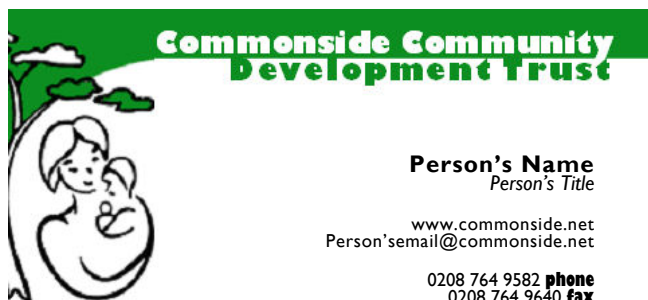 Commonside Community
Development Trust
Person's Name
Person's Title
www.commonside.net
Person'semail@commonside.net
0208 764 9582 phone
0208 764 9640 fax